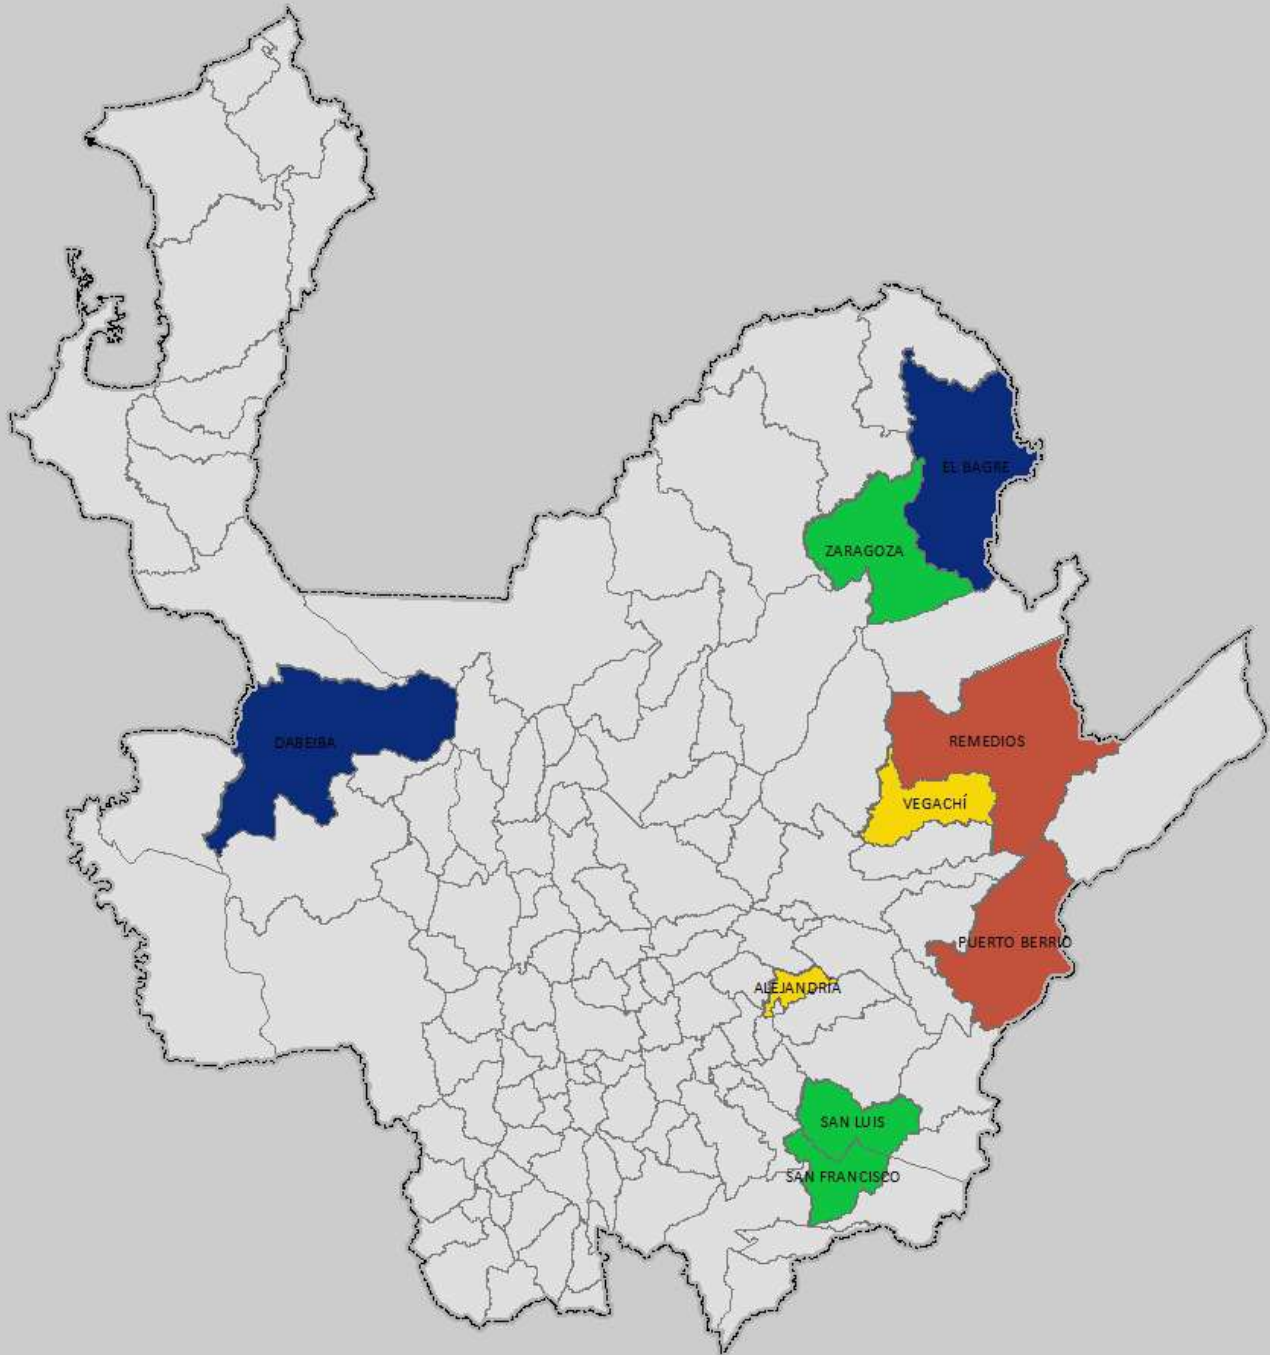 EL BAGRE
ZARAGOZA
DABEIBA
REMEDIOS
VEGACHÍ
PUERTO BERRIO
ALEJANDRIA
SAN LUIS
SAN FRANCISCO